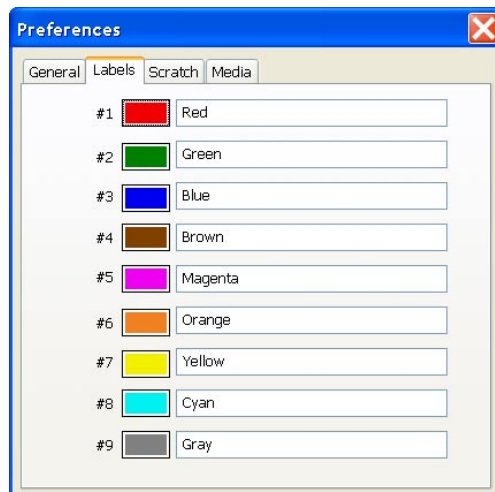 Preferences
General Labels Scratch Media
#1 Red
#2 Green
#3 Blue
#4 Brown
#5 Magenta
#6 Orange
#7 Yellow
#8 Cyan
#9 Gray